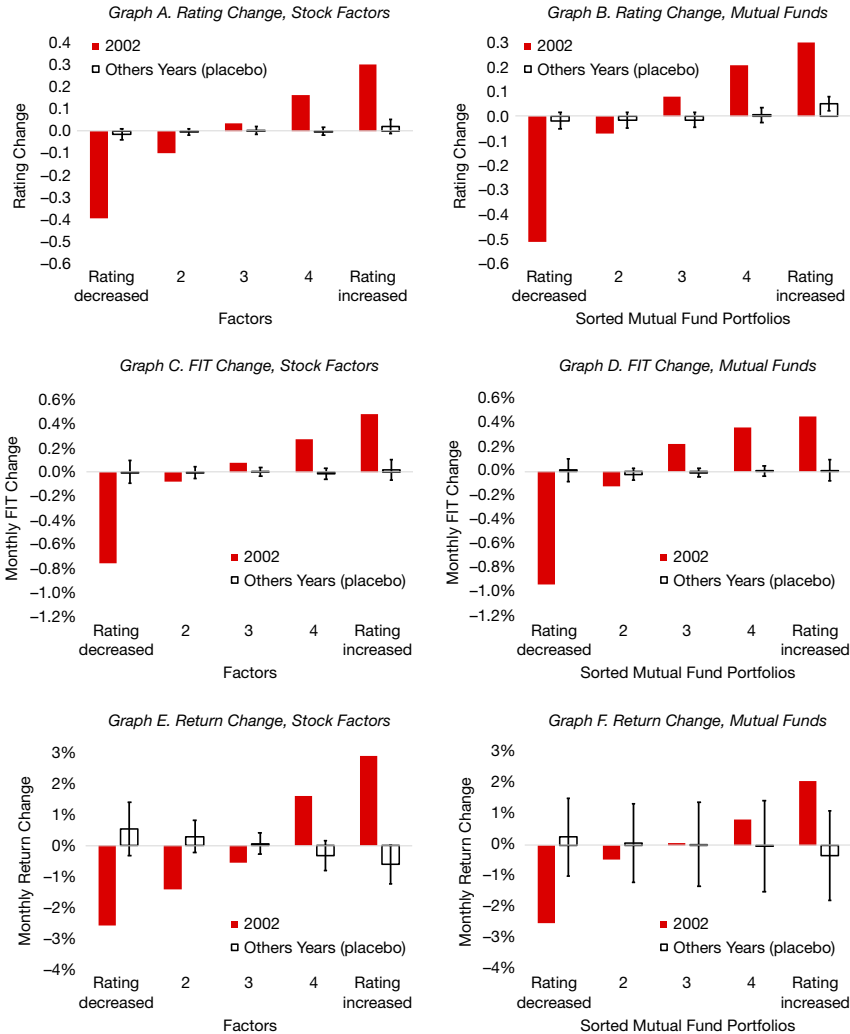 Graph A. Rating Change, Stock Factors
0.4
0.3
0.2
0.1
0.0
–0.1
–0.2
–0.3
–0.4
–0.5
–0.6
Rating Change
2002
Others Years (placebo)
Rating decreased
2
3
4
Rating increased
Factors
Graph B. Rating Change, Mutual Funds
0.3
0.2
0.1
0.0
–0.1
–0.2
–0.3
–0.4
–0.5
–0.6
Rating Change
2002
Others Years (placebo)
Rating decreased
2
3
4
Rating increased
Sorted Mutual Fund Portfolios
Graph C. FIT Change, Stock Factors
0.6%
0.4%
0.2%
0.0%
–0.2%
–0.4%
–0.6%
–0.8%
–1.0%
–1.2%
Monthly FIT Change
2002
Others Years (placebo)
Rating decreased
2
3
4
Rating increased
Factors
Graph D. FIT Change, Mutual Funds
0.6%
0.4%
0.2%
0.0%
–0.2%
–0.4%
–0.6%
–0.8%
–1.0%
–1.2%
Monthly FIT Change
2002
Others Years (placebo)
Rating decreased
2
3
4
Rating increased
Sorted Mutual Fund Portfolios
Graph E. Return Change, Stock Factors
3%
2%
1%
0%
–1%
–2%
–3%
–4%
Monthly Return Change
2002
Others Years (placebo)
Rating decreased
2
3
4
Rating increased
Factors
Graph F. Return Change, Mutual Funds
3%
2%
1%
0%
–1%
–2%
–3%
–4%
Monthly Return Change
2002
Others Years (placebo)
Rating decreased
2
3
4
Rating increased
Sorted Mutual Fund Portfolios